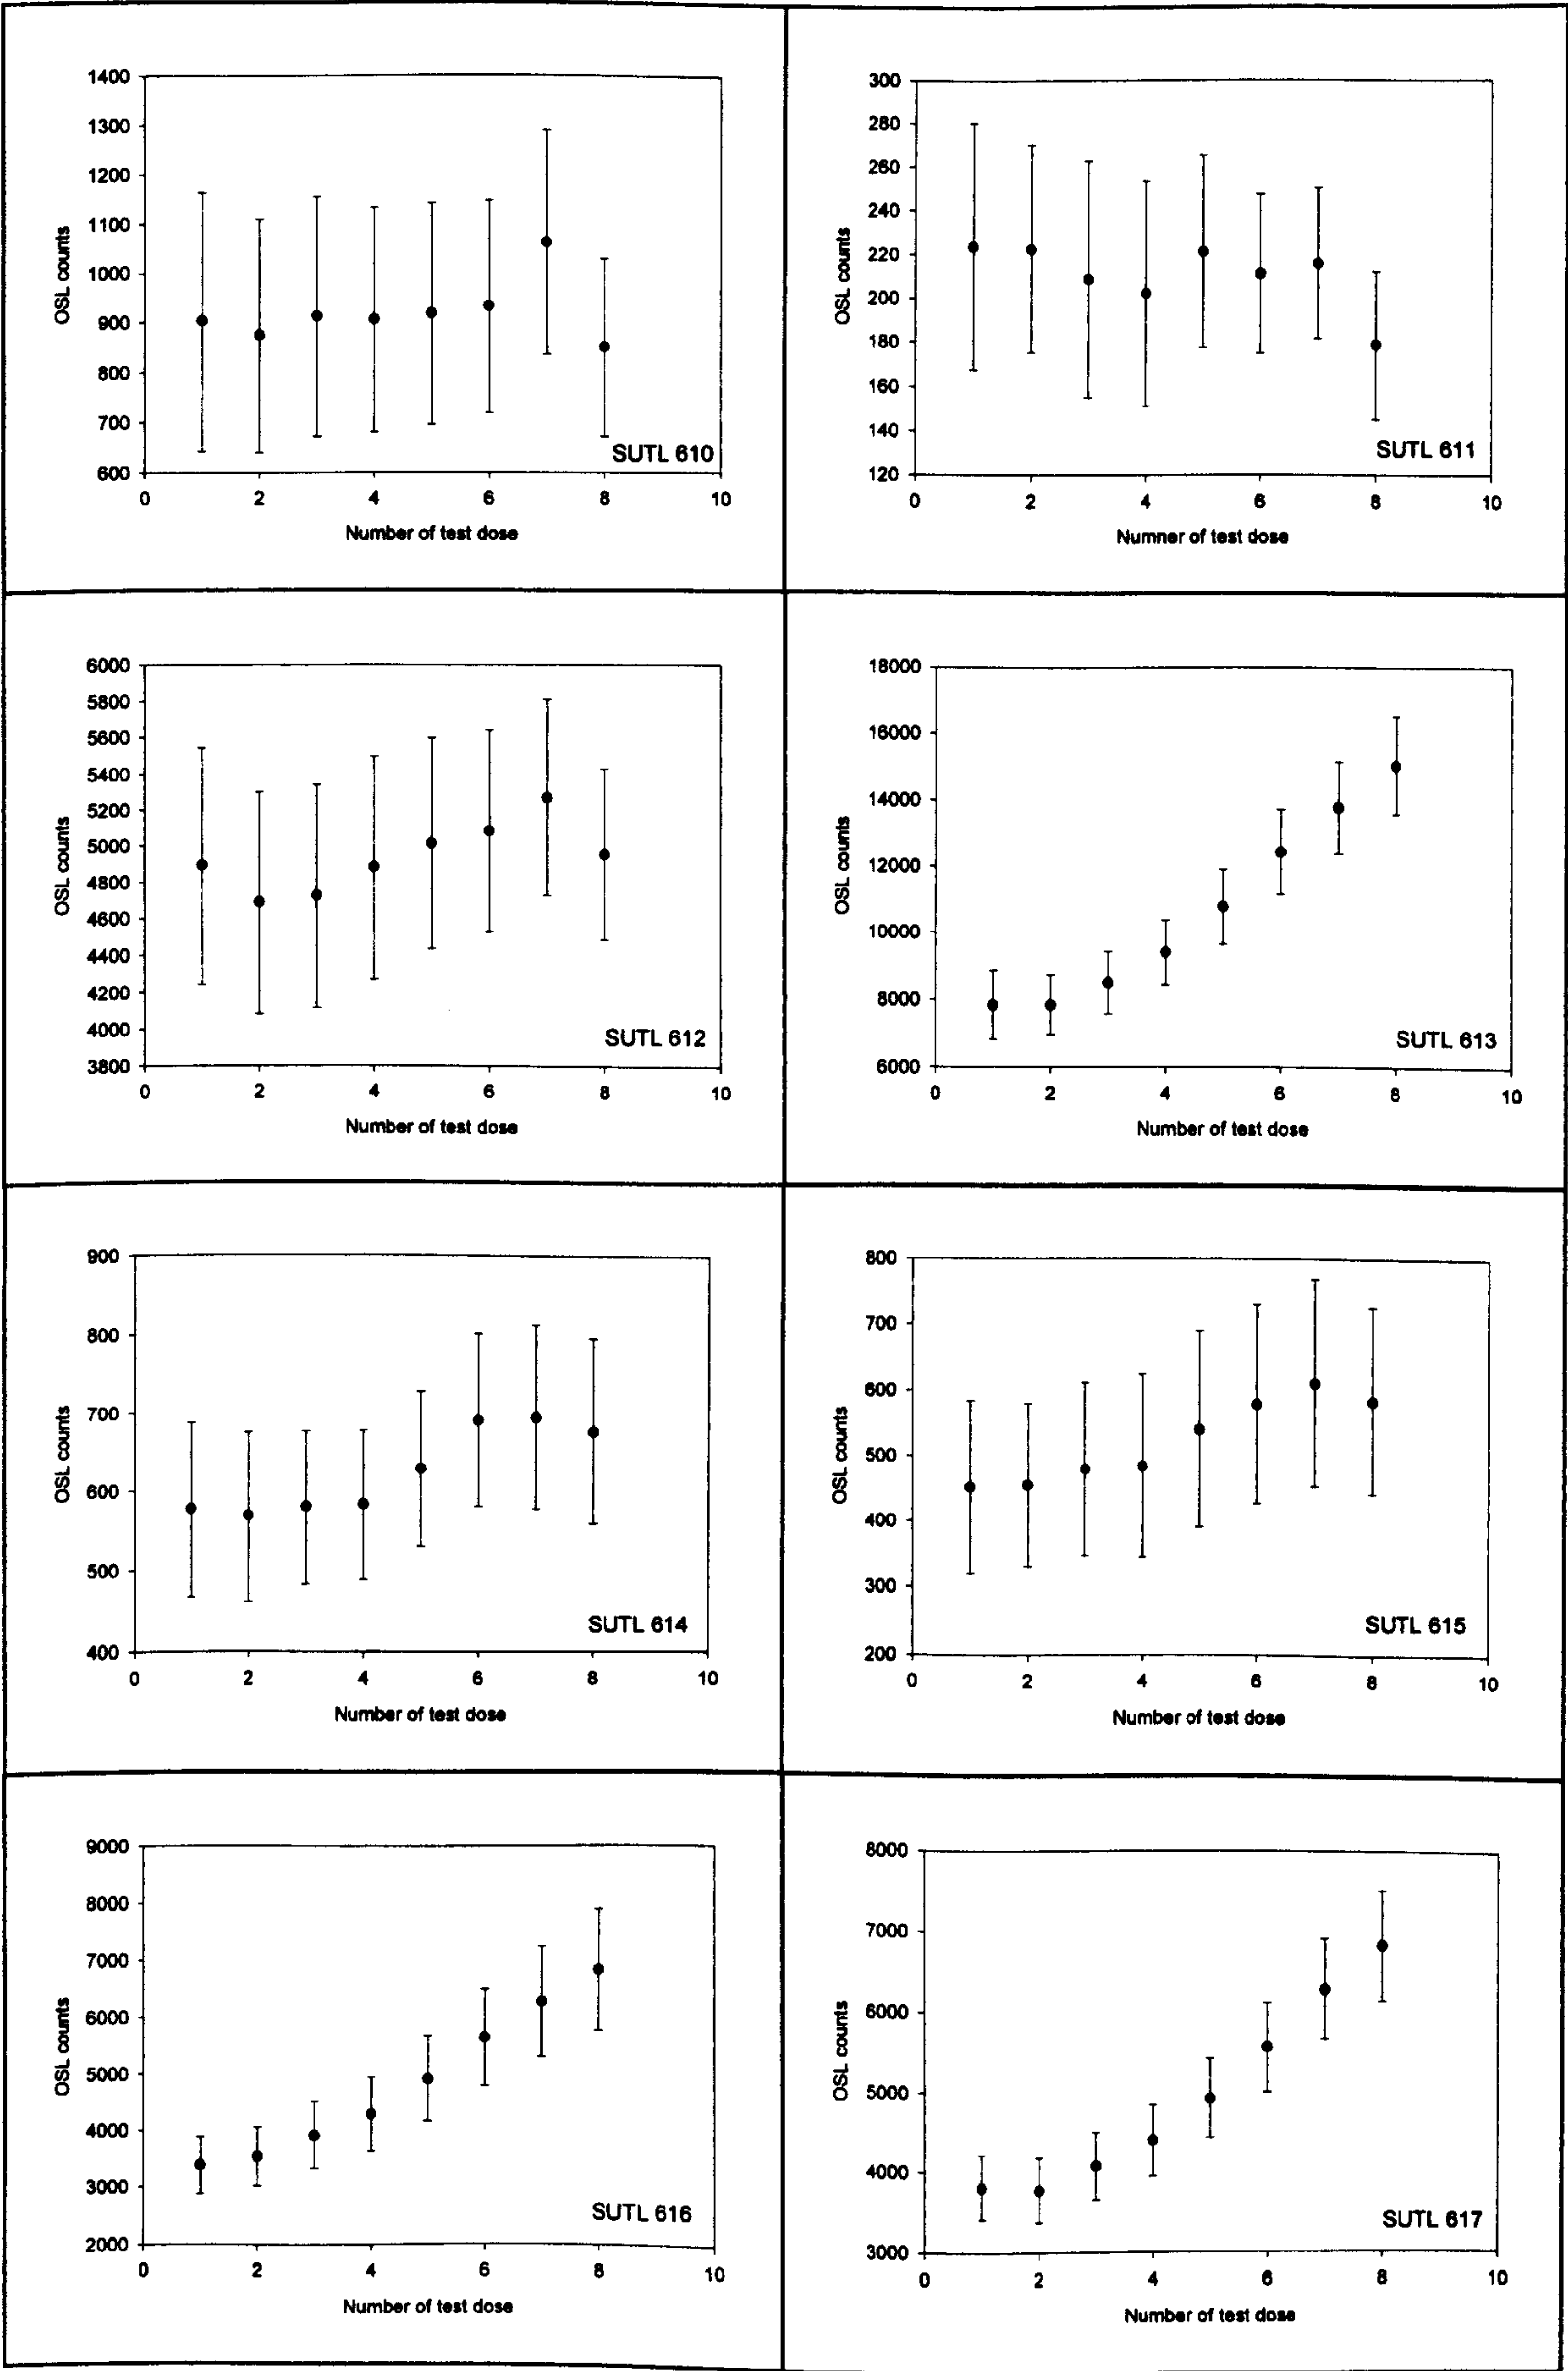 1400
1300
1200
1100
1000
900
800
700
600
OSL counts
0 2 4 6 8 10
Number of test dose
SUTL 610
300
280
260
240
220
200
180
160
140
120
OSL counts
0 2 4 6 8 10
Numner of test dose
SUTL 611
6000
5800
5600
5400
5200
5000
4800
4600
4400
4200
4000
3800
OSL counts
0 2 4 6 8 10
Number of test dose
SUTL 612
18000
16000
14000
12000
10000
8000
6000
OSL counts
0 2 4 6 8 10
Number of test dose
SUTL 613
900
800
700
600
500
400
OSL counts
0 2 4 6 8 10
Number of test dose
SUTL 614
800
700
600
500
400
300
200
OSL counts
0 2 4 6 8 10
Number of test dose
SUTL 615
9000
8000
7000
6000
5000
4000
3000
2000
OSL counts
0 2 4 6 8 10
Number of test dose
SUTL 616
8000
7000
6000
5000
4000
3000
OSL counts
0 2 4 6 8 10
Number of test dose
SUTL 617